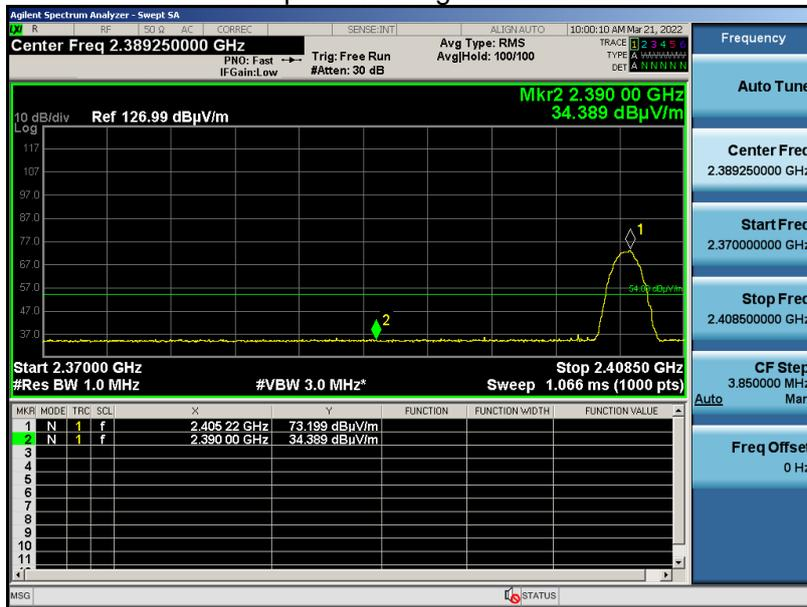 Agilent Spectrum Analyzer - Swept SA
R RF 50 Ω AC CORREC SENSE:INT ALIGN AUTO 10:00:10 AM Mar 21, 2022
Center Freq 2.389250000 GHz
PNO: Fast
IFGain:Low
Trig: Free Run
#Atten: 30 dB
Avg Type: RMS
Avg|Hold: 100/100
TRACE 1 2 3 4 5 6
TYPE A
DET A N N N N N
Mkr2 2.390 00 GHz
34.389 dBµV/m
10 dB/div
Log
Ref 126.99 dBµV/m
117
107
97.0
87.0
77.0
67.0
57.0
47.0
37.0
1
54.00 dBµV/m
2
Start 2.37000 GHz Stop 2.40850 GHz
#Res BW 1.0 MHz #VBW 3.0 MHz* Sweep 1.066 ms (1000 pts)
MKR MODE TRC SCL X Y FUNCTION FUNCTION WIDTH FUNCTION VALUE
1 N 1 f 2.405 22 GHz 73.199 dBµV/m
2 N 1 f 2.390 00 GHz 34.389 dBµV/m
3
4
5
6
7
8
9
10
11
MSG STATUS
Frequency
Auto Tune
Center Freq
2.389250000 GHz
Start Freq
2.370000000 GHz
Stop Freq
2.408500000 GHz
CF Step
3.850000 MHz
Auto Man
Freq Offset
0 Hz